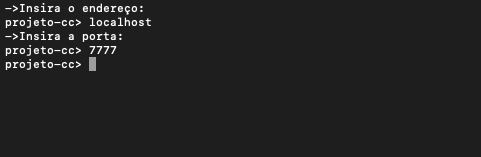 ->Insira o endereço:
projeto-cc> localhost
->Insira a porta:
projeto-cc> 7777
projeto-cc>